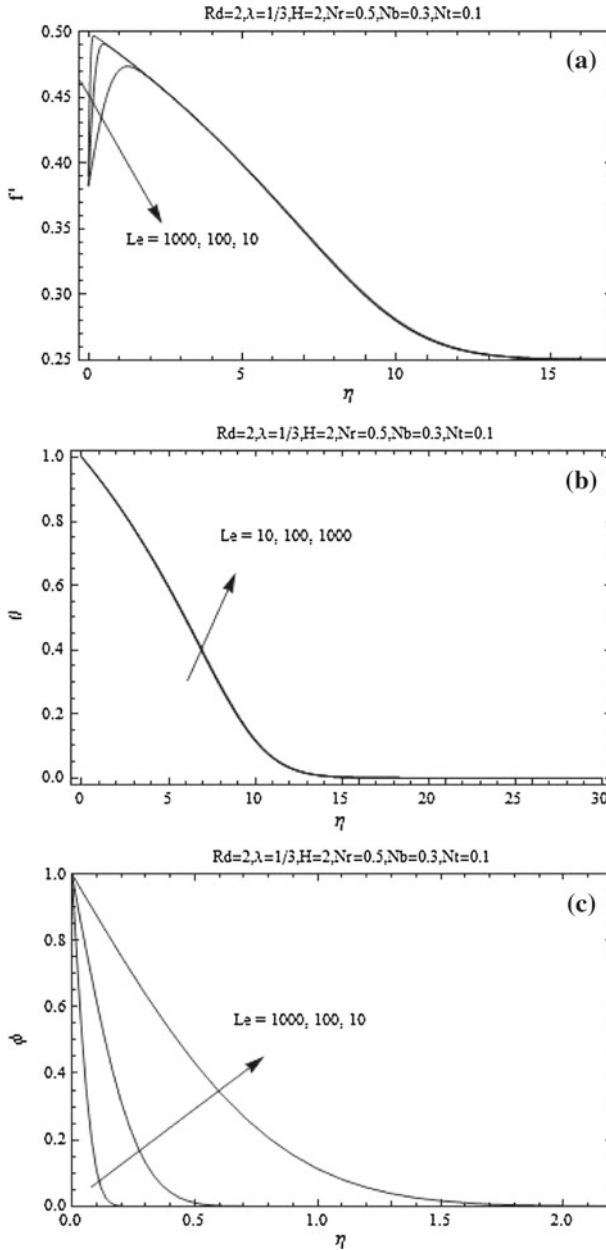 Rd=2,λ=1/3,H=2,Nr=0.5,Nb=0.3,Nt=0.1
(a)
0.50
0.45
0.40
0.35
0.30
0.25
f'
Le = 1000, 100, 10
0 5 10 15
η
Rd=2,λ=1/3,H=2,Nr=0.5,Nb=0.3,Nt=0.1
(b)
1.0
0.8
0.6
0.4
0.2
0.0
θ
Le = 10, 100, 1000
0 5 10 15 20 25 30
η
Rd=2,λ=1/3,H=2,Nr=0.5,Nb=0.3,Nt=0.1
(c)
1.0
0.8
0.6
0.4
0.2
0.0
ϕ
Le = 1000, 100, 10
0.0 0.5 1.0 1.5 2.0
η